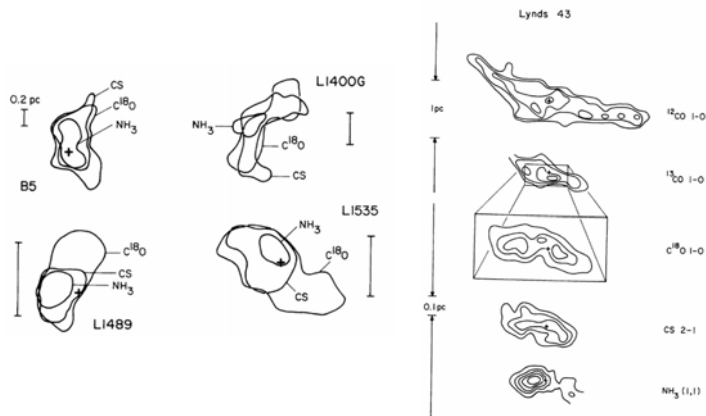 Lynds 43
CS
C18O
NH3
0.2 pc
B5
L1400G
NH3
C18O
CS
C18O
CS
NH3
L1489
L1535
NH3
C18O
CS
1pc
12CO 1-0
13CO 1-0
C18O 1-0
0.1pc
CS 2-1
NH3 (1,1)